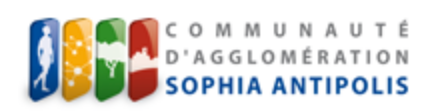 COMMUNAUTÉ
D'AGGLOMÉRATION
SOPHIA ANTIPOLIS